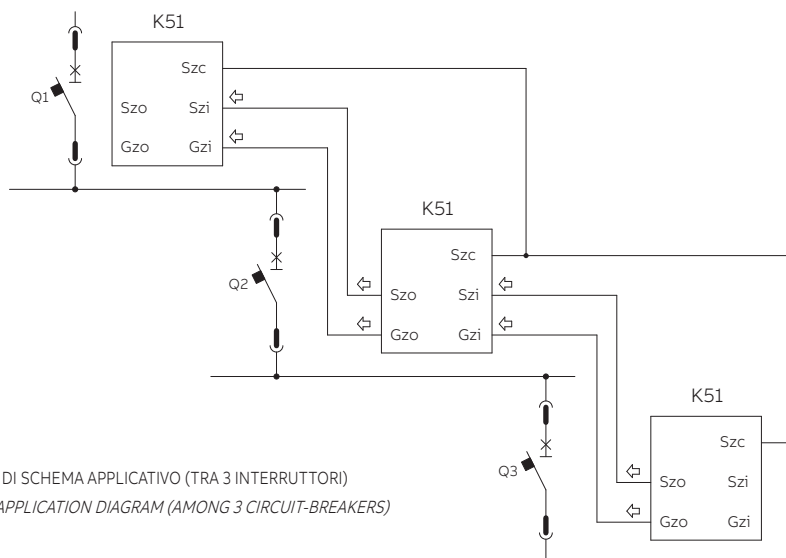 K51
Szc
Q1
Szo Szi
Gzo Gzi
K51
Szc
Q2
Szo Szi
Gzo Gzi
K51
Szc
Q3
Szo Szi
Gzo Gzi
DI SCHEMA APPLICATIVO (TRA 3 INTERRUTTORI)
APPLICATION DIAGRAM (AMONG 3 CIRCUIT-BREAKERS)